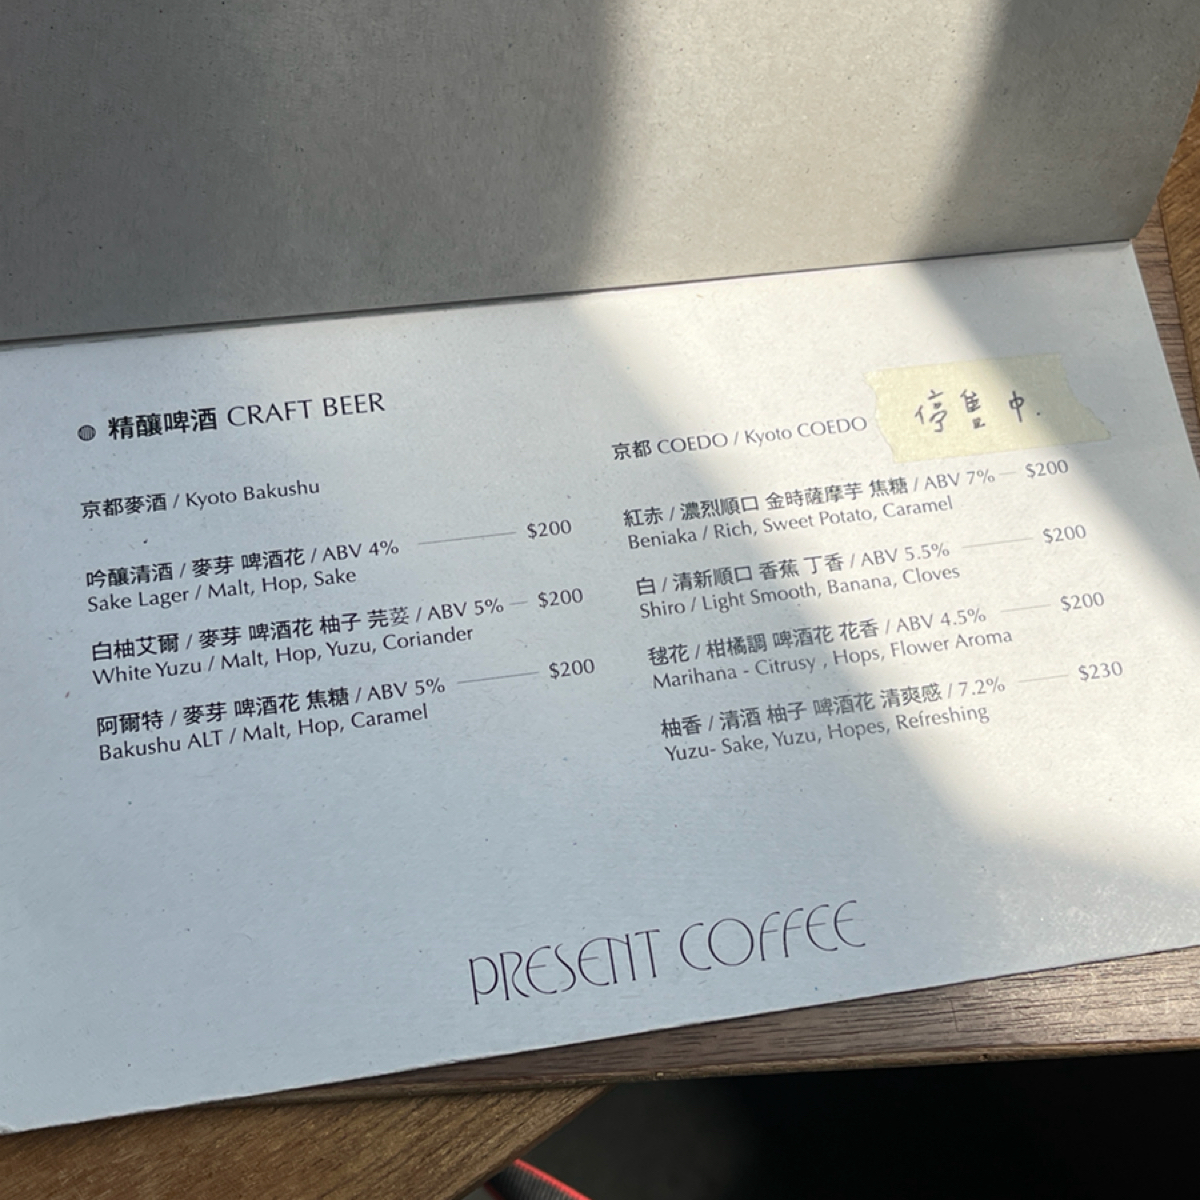 精釀啤酒 CRAFT BEER
京都麥酒 / Kyoto Bakushu
吟釀清酒 / 麥芽 啤酒花 / ABV 4% $200
Sake Lager / Malt, Hop, Sake
白柚艾爾 / 麥芽 啤酒花 柚子 芫荽 / ABV 5% $200
White Yuzu / Malt, Hop, Yuzu, Coriander
阿爾特 / 麥芽 啤酒花 焦糖 / ABV 5% $200
Bakushu ALT / Malt, Hop, Caramel
京都 COEDO / Kyoto COEDO 停售中.
紅赤 / 濃烈順口 金時薩摩芋 焦糖 / ABV 7% $200
Beniaka / Rich, Sweet Potato, Caramel
白 / 清新順口 香蕉 丁香 / ABV 5.5% $200
Shiro / Light Smooth, Banana, Cloves
毬花 / 柑橘調 啤酒花 花香 / ABV 4.5% $200
Marihana - Citrusy , Hops, Flower Aroma
柚香 / 清酒 柚子 啤酒花 清爽感 / 7.2% $230
Yuzu- Sake, Yuzu, Hopes, Refreshing
PRESENT COFFEE